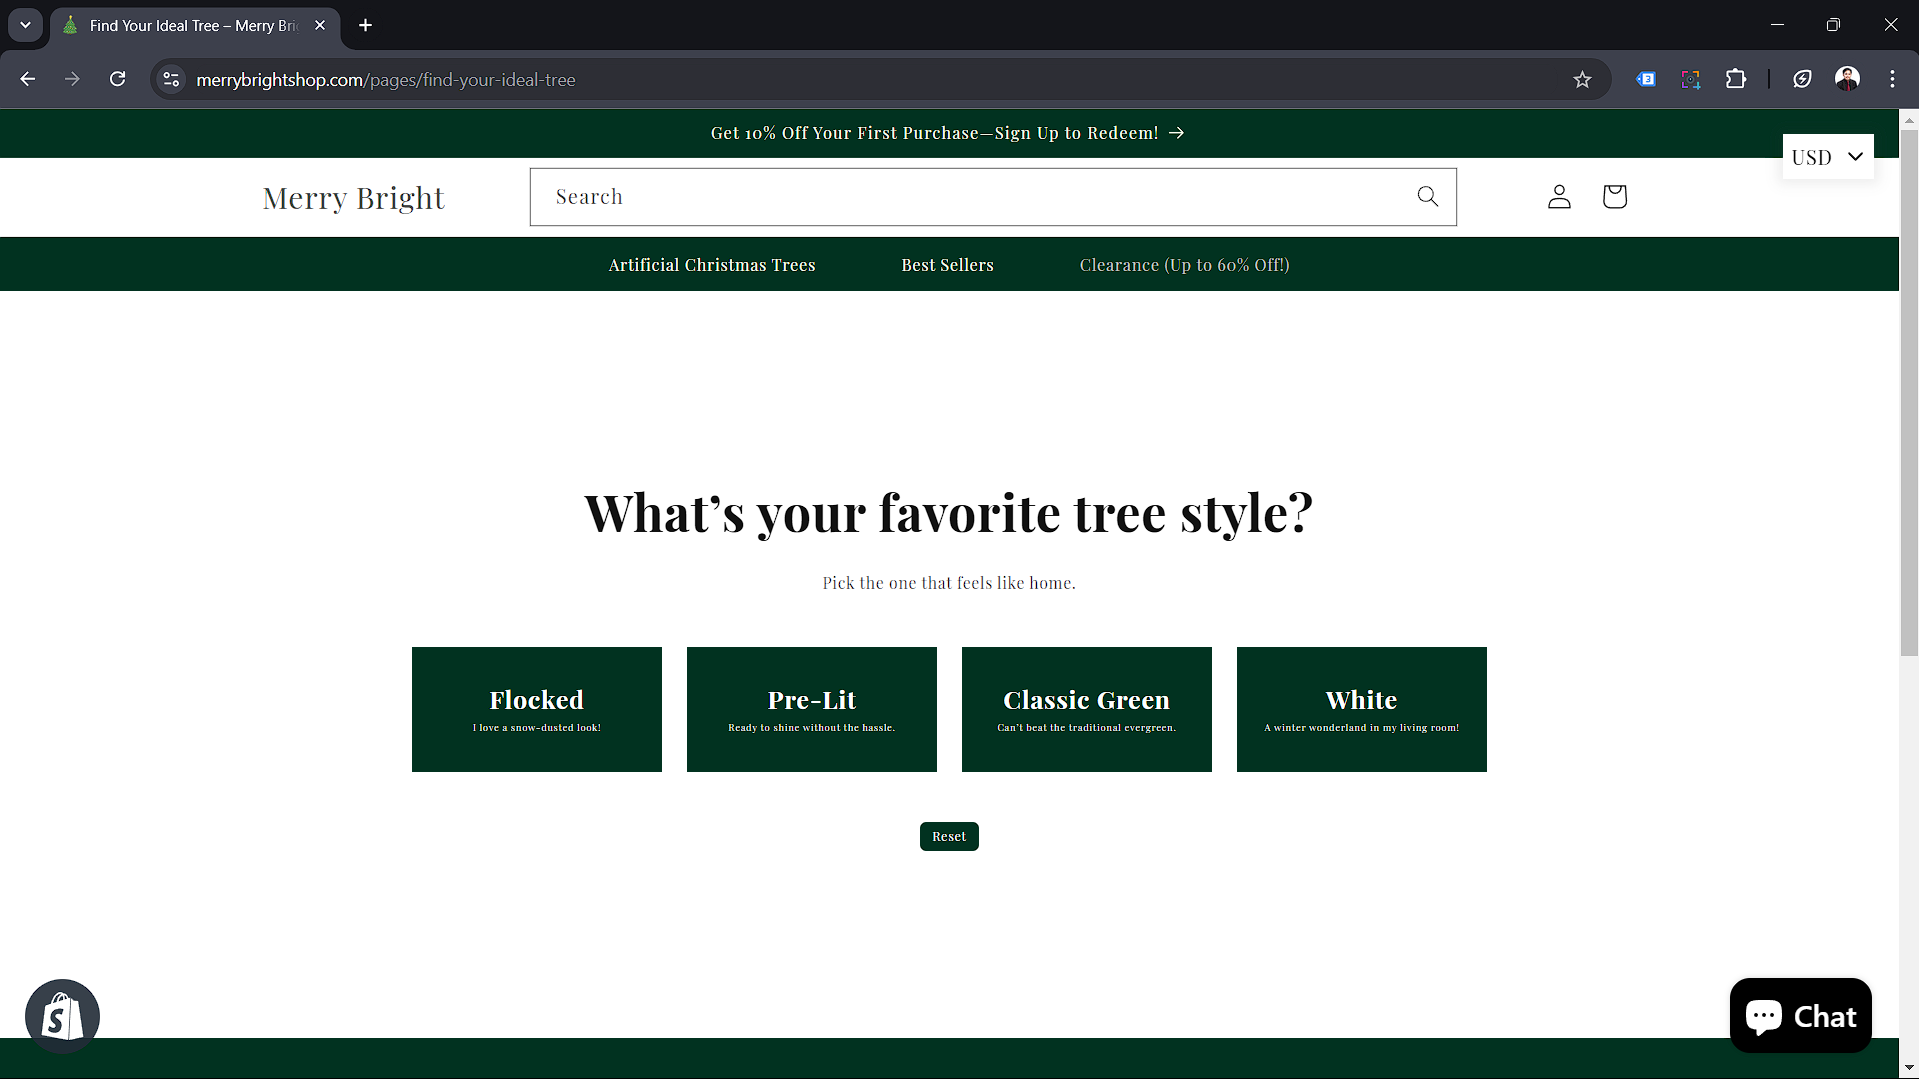 Find Your Ideal Tree – Merry Bri
merrybrightshop.com/pages/find-your-ideal-tree
3
Get 10% Off Your First Purchase—Sign Up to Redeem! →
USD
Merry Bright
Search
Artificial Christmas Trees
Best Sellers
Clearance (Up to 60% Off!)
What’s your favorite tree style?
Pick the one that feels like home.
Flocked
I love a snow-dusted look!
Pre-Lit
Ready to shine without the hassle.
Classic Green
Can’t beat the traditional evergreen.
White
A winter wonderland in my living room!
Reset
S
Chat